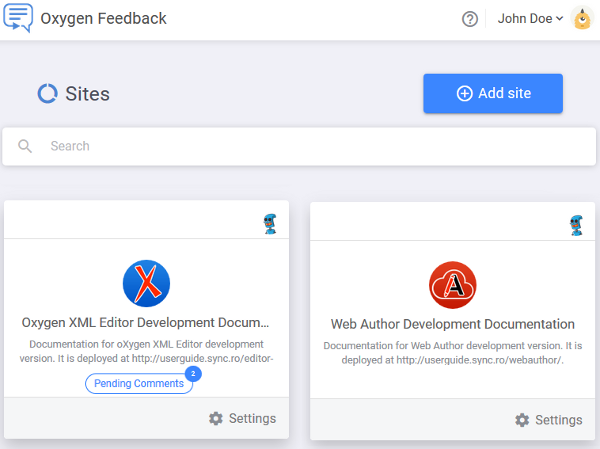 Oxygen Feedback
John Doe
Sites
Add site
Search
Oxygen XML Editor Development Docum...
Documentation for oXygen XML Editor development
version. It is deployed at http://userguide.sync.ro/editor-
Pending Comments 2
Settings
Web Author Development Documentation
Documentation for Web Author development version. It is
deployed at http://userguide.sync.ro/webauthor/.
Settings